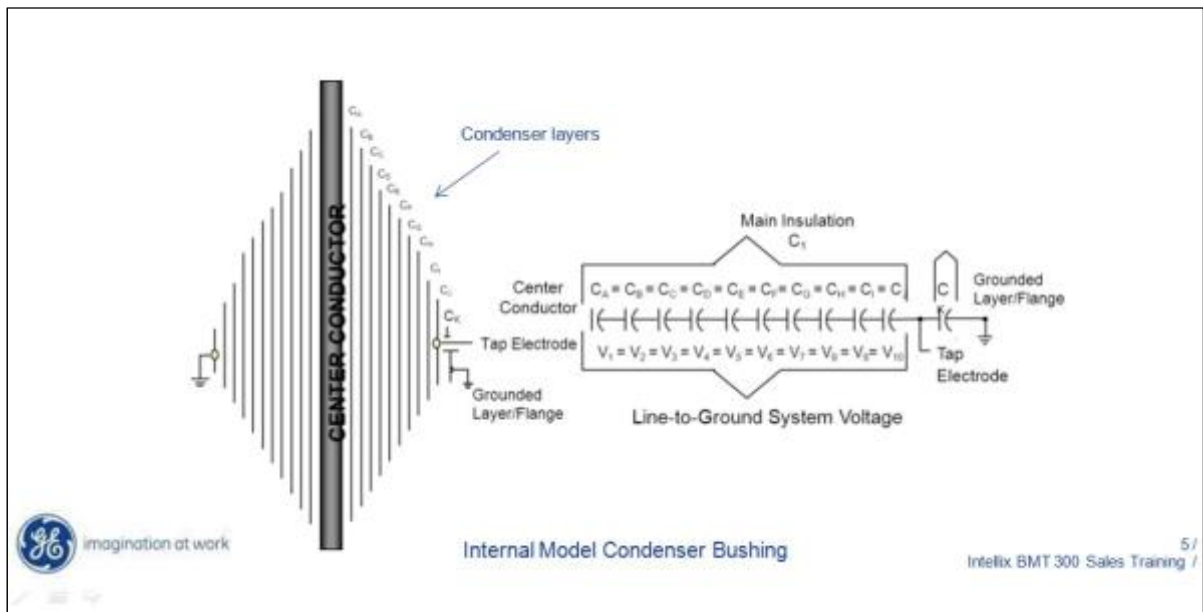 Condenser layers
CENTER CONDUCTOR
C_K
Tap Electrode
Grounded
Layer/Flange
Main Insulation
C₁
Center
Conductor
C_A = C_B = C_C = C_D = C_E = C_F = C_G = C_H = C_I = C
C
K
Grounded
Layer/Flange
V₁ = V₂ = V₃ = V₄ = V₅ = V₆ = V₇ = V₈ = V₉ = V₁₀
Tap
Electrode
Line-to-Ground System Voltage
GE imagination at work
Internal Model Condenser Bushing
5 /
Intellix BMT 300 Sales Training /